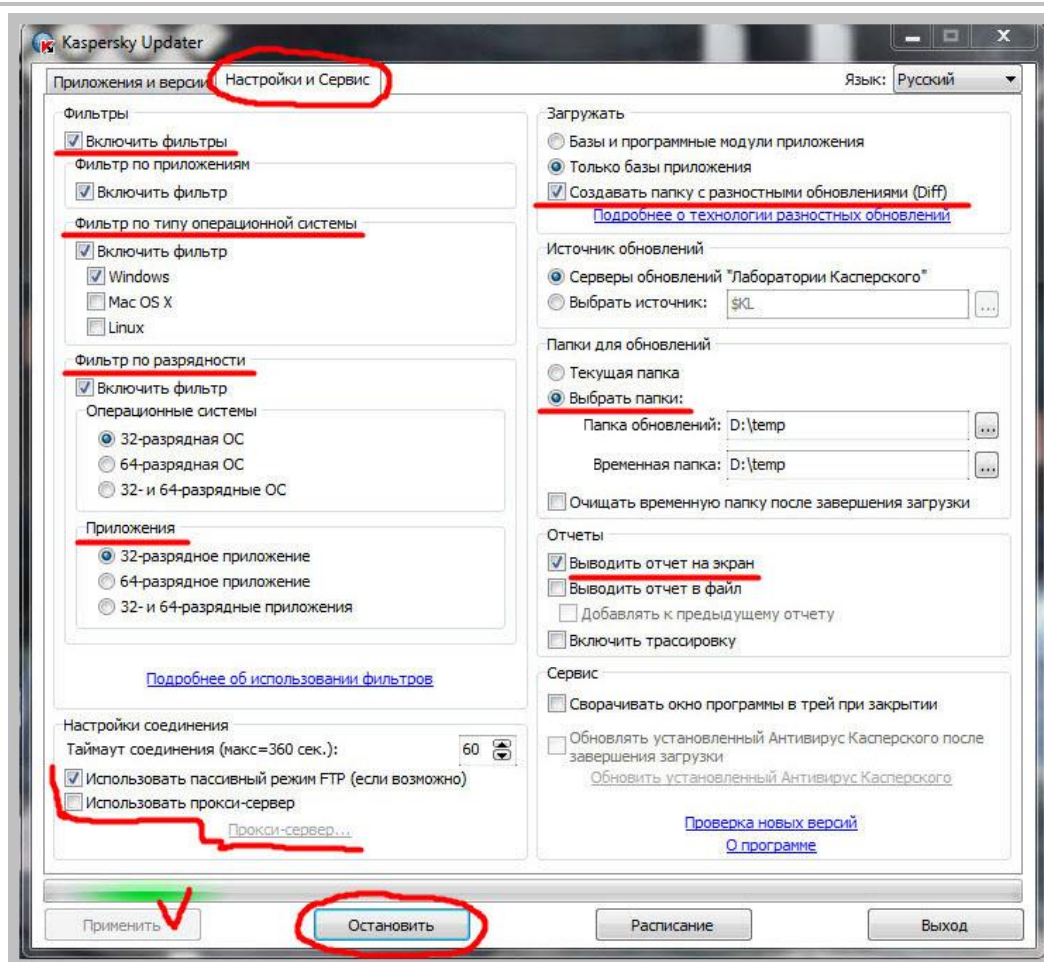 Kaspersky Updater
Приложения и версии
Настройки и Сервис
Язык: Русский
Фильтры
Включить фильтры
Фильтр по приложениям
Включить фильтр
Фильтр по типу операционной системы
Включить фильтр
Windows
Mac OS X
Linux
Фильтр по разрядности
Включить фильтр
Операционные системы
32-разрядная ОС
64-разрядная ОС
32- и 64-разрядные ОС
Приложения
32-разрядное приложение
64-разрядное приложение
32- и 64-разрядные приложения
Подробнее об использовании фильтров
Настройки соединения
Таймаут соединения (макс=360 сек.): 60
Использовать пассивный режим FTP (если возможно)
Использовать прокси-сервер
Прокси-сервер...
Загружать
Базы и программные модули приложения
Только базы приложения
Создавать папку с разностными обновлениями (Diff)
Подробнее о технологии разностных обновлений
Источник обновлений
Серверы обновлений "Лаборатории Касперского"
Выбрать источник: $KL ...
Папки для обновлений
Текущая папка
Выбрать папки:
Папка обновлений: D:\temp ...
Временная папка: D:\temp ...
Очищать временную папку после завершения загрузки
Отчеты
Выводить отчет на экран
Выводить отчет в файл
Добавлять к предыдущему отчету
Включить трассировку
Сервис
Сворачивать окно программы в трей при закрытии
Обновлять установленный Антивирус Касперского после
завершения загрузки
Обновить установленный Антивирус Касперского
Проверка новых версий
О программе
Применить
Остановить
Расписание
Выход